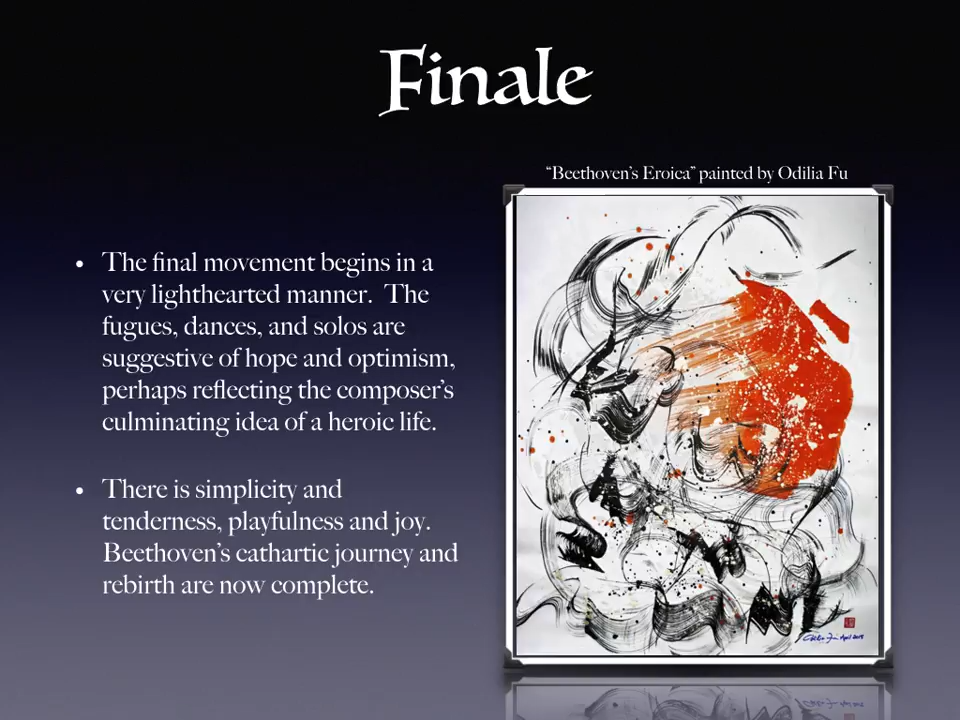 Finale
“Beethoven’s Eroica” painted by Odilia Fu
• The final movement begins in a
very lighthearted manner.  The
fugues, dances, and solos are
suggestive of hope and optimism,
perhaps reflecting the composer’s
culminating idea of a heroic life.
• There is simplicity and
tenderness, playfulness and joy.
Beethoven’s cathartic journey and
rebirth are now complete.